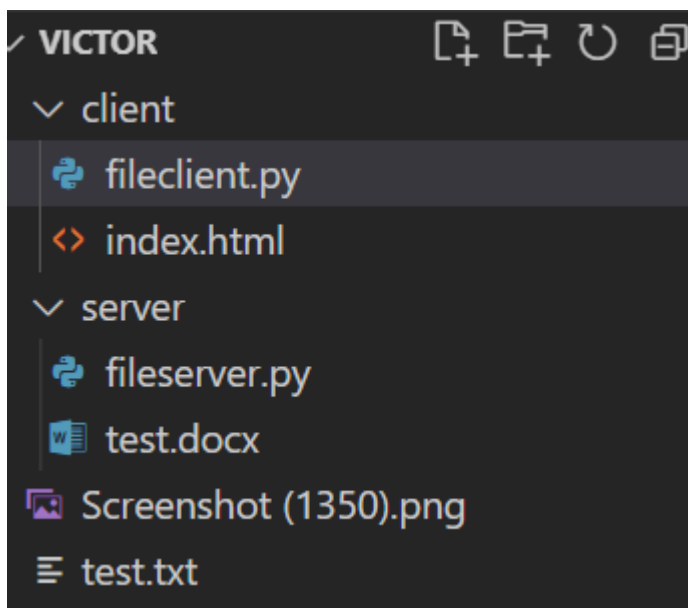 VICTOR
client
fileclient.py
index.html
server
fileserver.py
test.docx
Screenshot (1350).png
test.txt